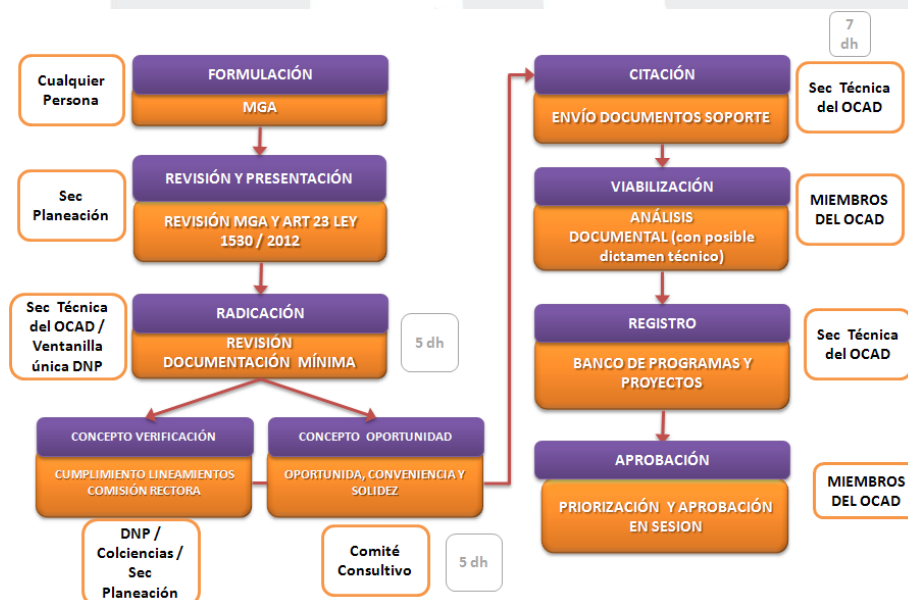 Cualquier
Persona
FORMULACIÓN
MGA
Sec
Planeación
REVISIÓN Y PRESENTACIÓN
REVISIÓN MGA Y ART 23 LEY
1530 / 2012
Sec Técnica
del OCAD /
Ventanilla
única DNP
RADICACIÓN
REVISIÓN
DOCUMENTACIÓN MÍNIMA
5 dh
CONCEPTO VERIFICACIÓN
CUMPLIMIENTO LINEAMIENTOS
COMISIÓN RECTORA
DNP /
Colciencias /
Sec
Planeación
CONCEPTO OPORTUNIDAD
OPORTUNIDA, CONVENIENCIA Y
SOLIDEZ
Comité
Consultivo
5 dh
7
dh
CITACIÓN
ENVÍO DOCUMENTOS SOPORTE
Sec Técnica
del OCAD
VIABILIZACIÓN
ANÁLISIS
DOCUMENTAL (con posible
dictamen técnico)
MIEMBROS
DEL OCAD
REGISTRO
BANCO DE PROGRAMAS Y
PROYECTOS
Sec Técnica
del OCAD
APROBACIÓN
PRIORIZACIÓN Y APROBACIÓN
EN SESION
MIEMBROS
DEL OCAD